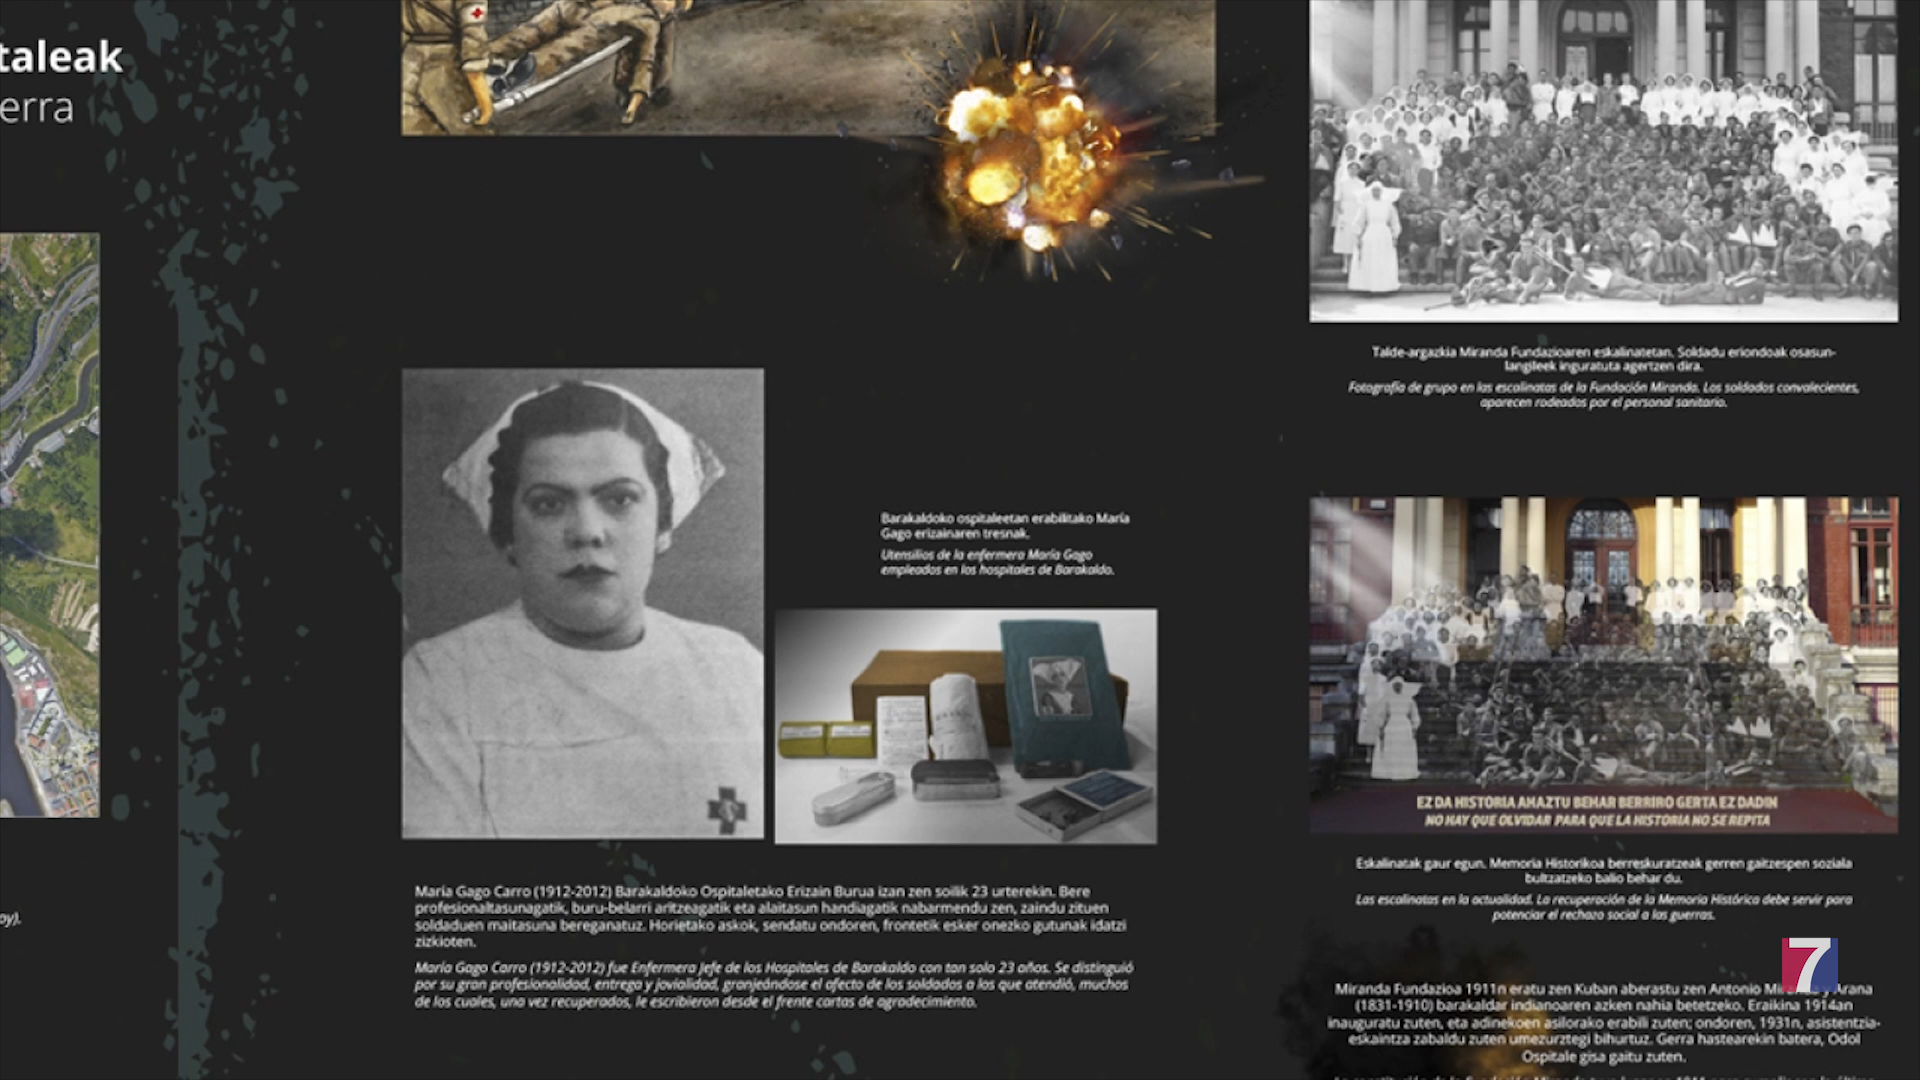 taleak
erra
oy).
Barakaldoko ospitaleetan erabilitako María
Gago erizainaren tresnak.
Utensilios de la enfermera María Gago
empleados en los hospitales de Barakaldo.
María Gago Carro (1912-2012) Barakaldoko Ospitaletako Erizain Burua izan zen soilik 23 urterekin. Bere
profesionaltasunagatik, buru-belarri aritzeagatik eta alaitasun handiagatik nabarmendu zen, zaindu zituen
soldaduen maitasuna bereganatuz. Horietako askok, sendatu ondoren, frontetik esker onezko gutunak idatzi
zizkioten.
María Gago Carro (1912-2012) fue Enfermera Jefe de los Hospitales de Barakaldo con tan solo 23 años. Se distinguió
por su gran profesionalidad, entrega y jovialidad, granjeándose el afecto de los soldados a los que atendió, muchos
de los cuales, una vez recuperados, le escribieron desde el frente cartas de agradecimiento.
Talde-argazkia Miranda Fundazioaren eskalinatetan. Soldadu eriondoak osasun-
langileek inguratuta agertzen dira.
Fotografía de grupo en las escalinatas de la Fundación Miranda. Los soldados convalecientes,
aparecen rodeados por el personal sanitario.
EZ DA HISTORIA AHAZTU BEHAR BERRIRO GERTA EZ DADIN
NO HAY QUE OLVIDAR PARA QUE LA HISTORIA NO SE REPITA
Eskalinatak gaur egun. Memoria Historikoa berreskuratzeak gerren gaitzespen soziala
bultzatzeko balio behar du.
Las escalinatas en la actualidad. La recuperación de la Memoria Histórica debe servir para
potenciar el rechazo social a las guerras.
7
Miranda Fundazioa 1911n eratu zen Kuban aberastu zen Antonio Miranda y Arana
(1831-1910) barakaldar indianoaren azken nahia betetzeko. Eraikina 1914an
inauguratu zuten, eta adinekoen asilorako erabili zuten; ondoren, 1931n, asistentzia-
eskaintza zabaldu zuten umezurztegi bihurtuz. Gerra hastearekin batera, Odol
Ospitale gisa gaitu zuten.